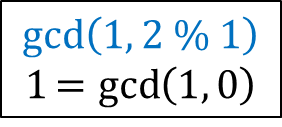 gcd(1, 2 % 1)
1 = gcd(1, 0)